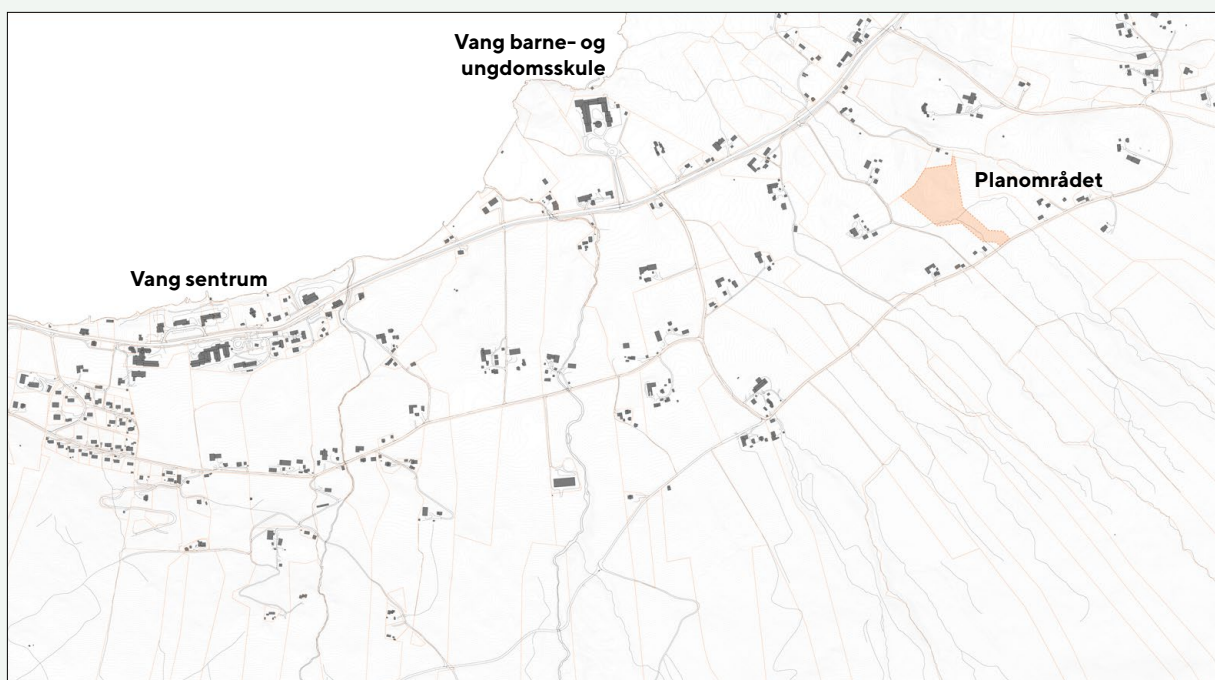 Vang barne- og
ungdomsskule
Planområdet
Vang sentrum